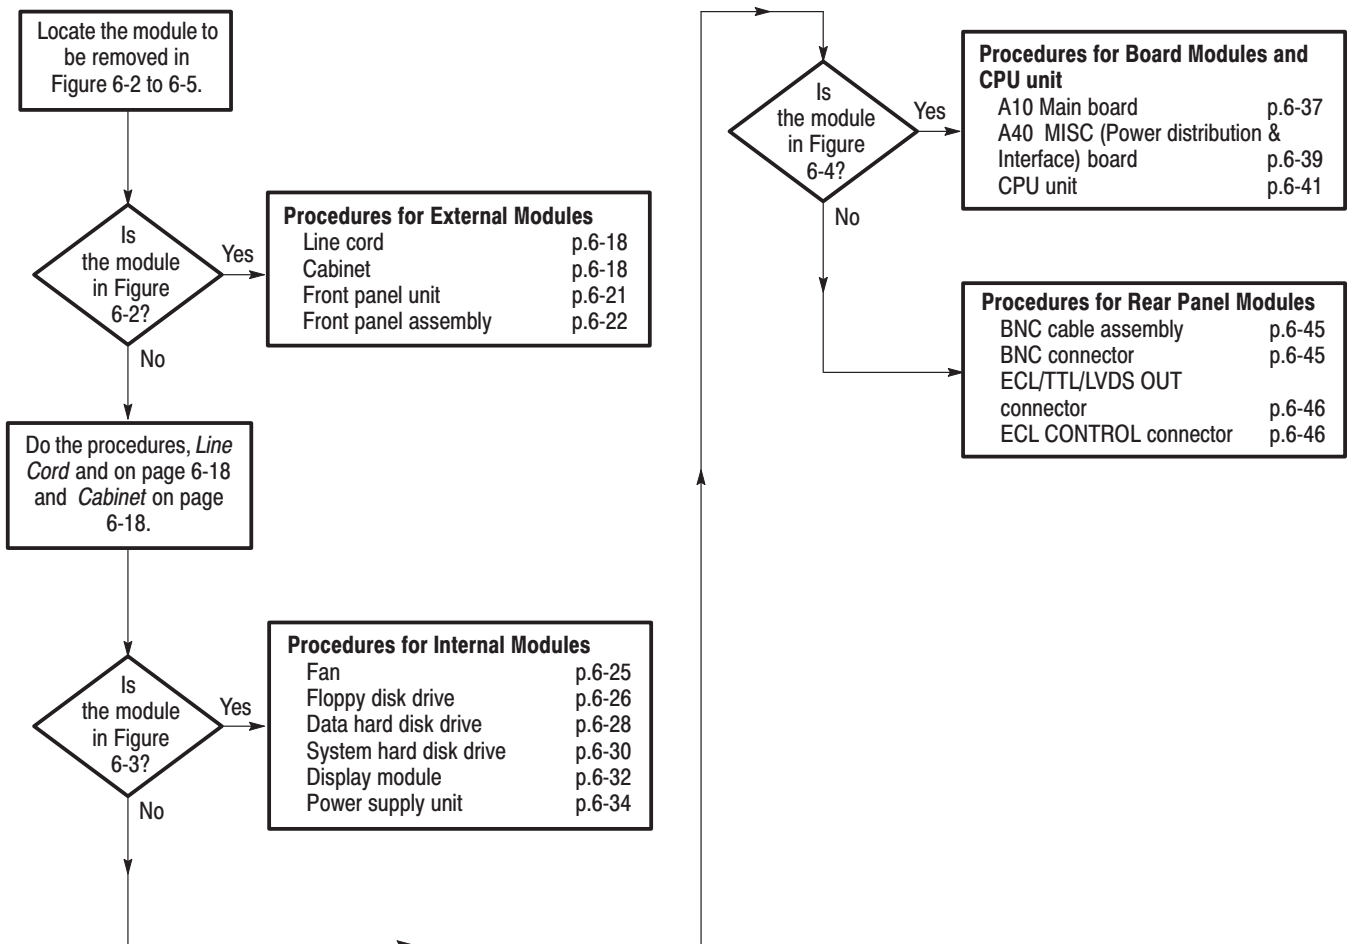 Locate the module to
be removed in
Figure 6-2 to 6-5.
Is
the module
in Figure
6-2?
Yes
No
Procedures for External Modules
Line cord p.6-18
Cabinet p.6-18
Front panel unit p.6-21
Front panel assembly p.6-22
Do the procedures, Line
Cord and on page 6-18
and Cabinet on page
6-18.
Is
the module
in Figure
6-3?
Yes
No
Procedures for Internal Modules
Fan p.6-25
Floppy disk drive p.6-26
Data hard disk drive p.6-28
System hard disk drive p.6-30
Display module p.6-32
Power supply unit p.6-34
Is
the module
in Figure
6-4?
Yes
No
Procedures for Board Modules and
CPU unit
A10 Main board p.6-37
A40 MISC (Power distribution &
Interface) board p.6-39
CPU unit p.6-41
Procedures for Rear Panel Modules
BNC cable assembly p.6-45
BNC connector p.6-45
ECL/TTL/LVDS OUT
connector p.6-46
ECL CONTROL connector p.6-46